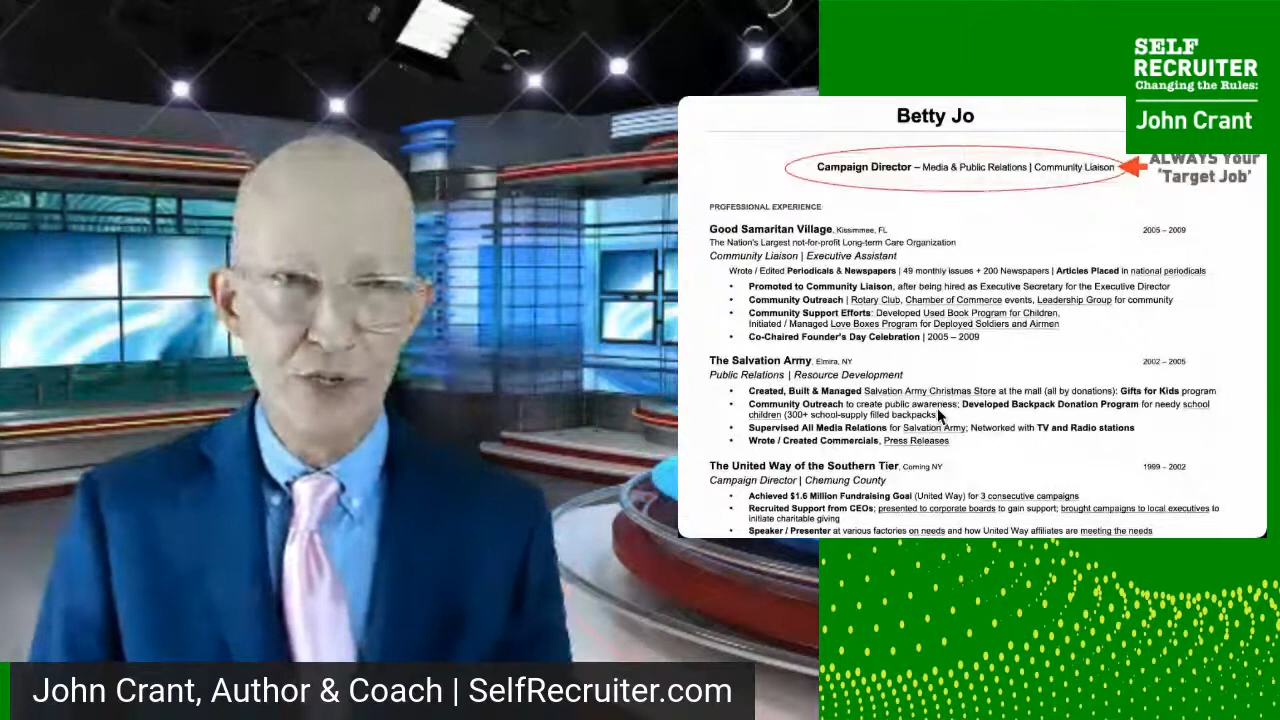 SELF
RECRUITER
Changing the Rules:
John Crant
Betty Jo
Campaign Director – Media & Public Relations | Community Liaison
ALWAYS Your
'Target Job'
PROFESSIONAL EXPERIENCE
Good Samaritan Village, Kissimmee, FL 2005 – 2009
The Nation's Largest not-for-profit Long-term Care Organization
Community Liaison | Executive Assistant
Wrote / Edited Periodicals & Newspapers | 49 monthly issues + 200 Newspapers | Articles Placed in national periodicals
• Promoted to Community Liaison, after being hired as Executive Secretary for the Executive Director
• Community Outreach | Rotary Club, Chamber of Commerce events, Leadership Group for community
• Community Support Efforts: Developed Used Book Program for Children,
Initiated / Managed Love Boxes Program for Deployed Soldiers and Airmen
• Co-Chaired Founder's Day Celebration | 2005 – 2009
The Salvation Army, Elmira, NY 2002 – 2005
Public Relations | Resource Development
• Created, Built & Managed Salvation Army Christmas Store at the mall (all by donations): Gifts for Kids program
• Community Outreach to create public awareness; Developed Backpack Donation Program for needy school
children (300+ school-supply filled backpacks
• Supervised All Media Relations for Salvation Army; Networked with TV and Radio stations
• Wrote / Created Commercials, Press Releases
The United Way of the Southern Tier, Corning NY 1999 – 2002
Campaign Director | Chemung County
• Achieved $1.6 Million Fundraising Goal (United Way) for 3 consecutive campaigns
• Recruited Support from CEOs; presented to corporate boards to gain support; brought campaigns to local executives to
initiate charitable giving
• Speaker / Presenter at various factories on needs and how United Way affiliates are meeting the needs
John Crant, Author & Coach | SelfRecruiter.com